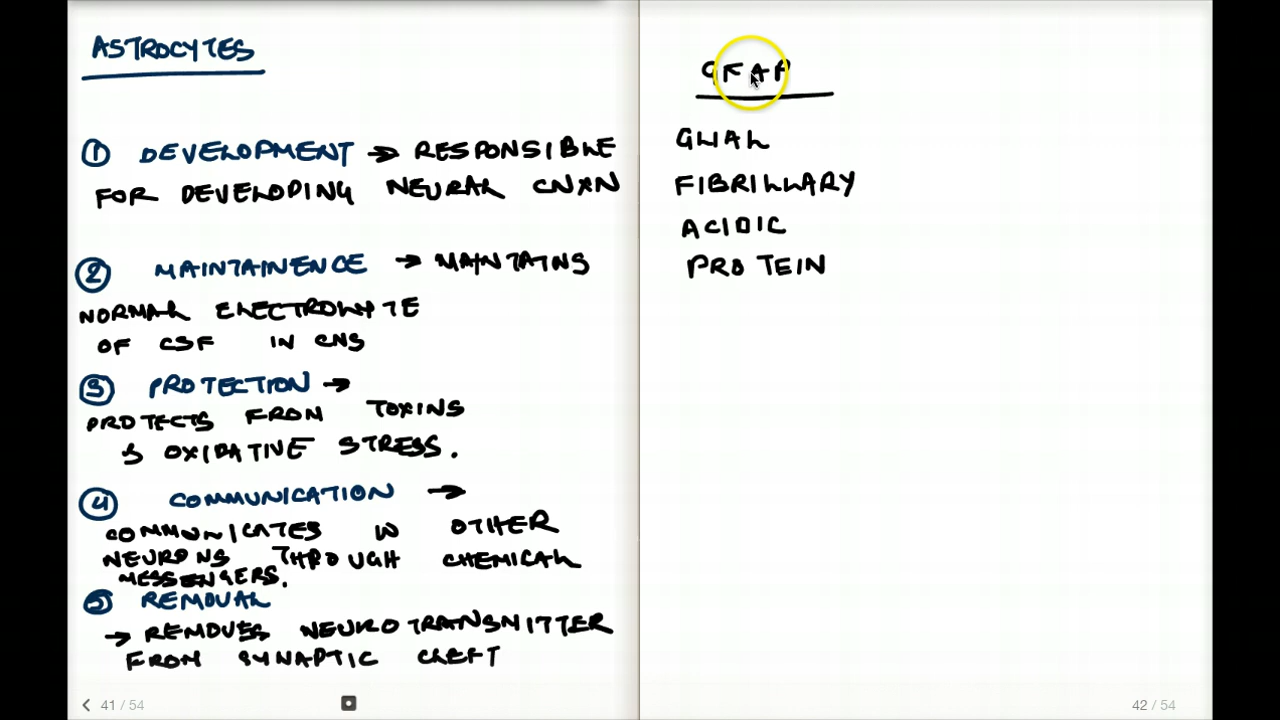 ASTROCYTES
① DEVELOPMENT → RESPONSIBLE
FOR DEVELOPING NEURAL CNXN
② MAINTAINENCE → MAINTAINS
NORMAL ELECTROLYTE
OF CSF IN CNS
③ PROTECTION →
PROTECTS FROM TOXINS
& OXIDATIVE STRESS.
④ COMMUNICATION →
COMMUNICATES W OTHER
NEURONS THROUGH CHEMICAL
MESSENGERS.
⑤ REMOVAL
→ REMOVES NEUROTRANSMITTER
FROM SYNAPTIC CLEFT
41 / 54
GFAP
GLIAL
FIBRILLARY
ACIDIC
PROTEIN
42 / 54